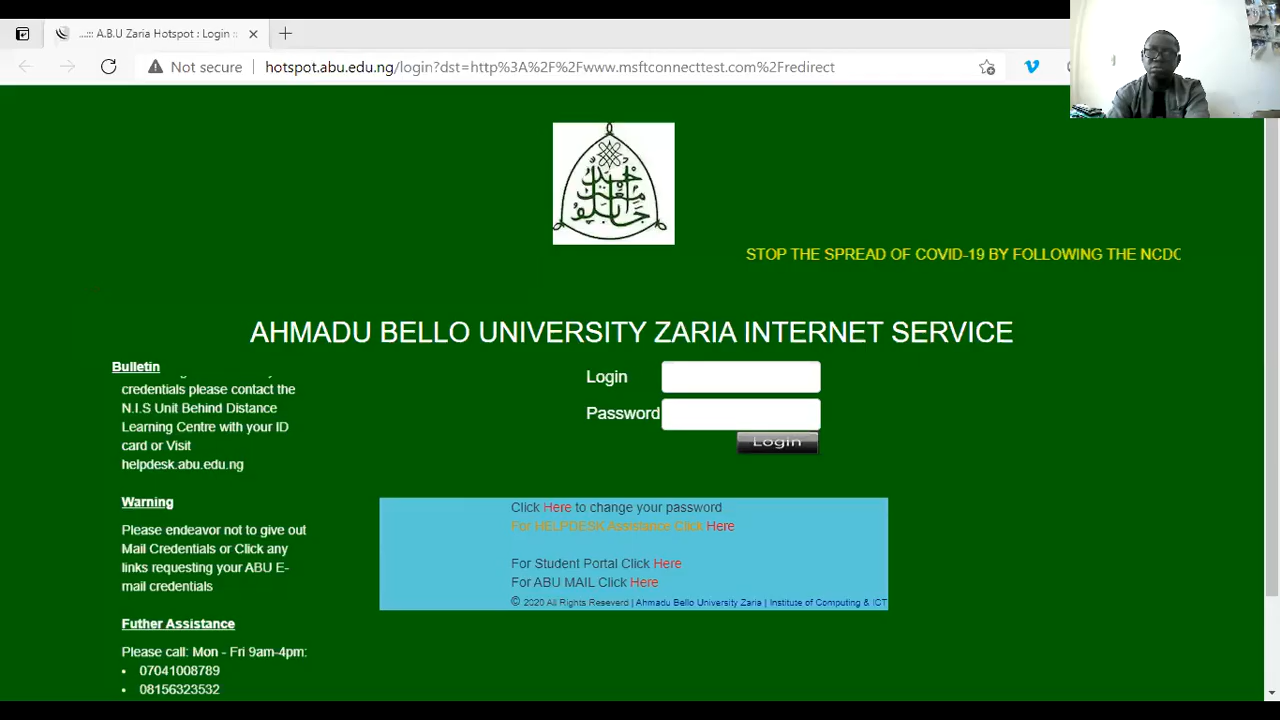 ...::: A.B.U Zaria Hotspot : Login ::
Not secure
hotspot.abu.edu.ng/login?dst=http%3A%2F%2Fwww.msftconnecttest.com%2Fredirect
STOP THE SPREAD OF COVID-19 BY FOLLOWING THE NCDC
AHMADU BELLO UNIVERSITY ZARIA INTERNET SERVICE
Bulletin
credentials please contact the
N.I.S Unit Behind Distance
Learning Centre with your ID
card or Visit
helpdesk.abu.edu.ng
Warning
Please endeavor not to give out
Mail Credentials or Click any
links requesting your ABU E-
mail credentials
Futher Assistance
Please call: Mon - Fri 9am-4pm:
• 07041008789
• 08156323532
Login
Password
Login
Click Here to change your password
For HELPDESK Assistance Click Here
For Student Portal Click Here
For ABU MAIL Click Here
© 2020 All Rights Reseverd | Ahmadu Bello University Zaria | Institute of Computing & ICT